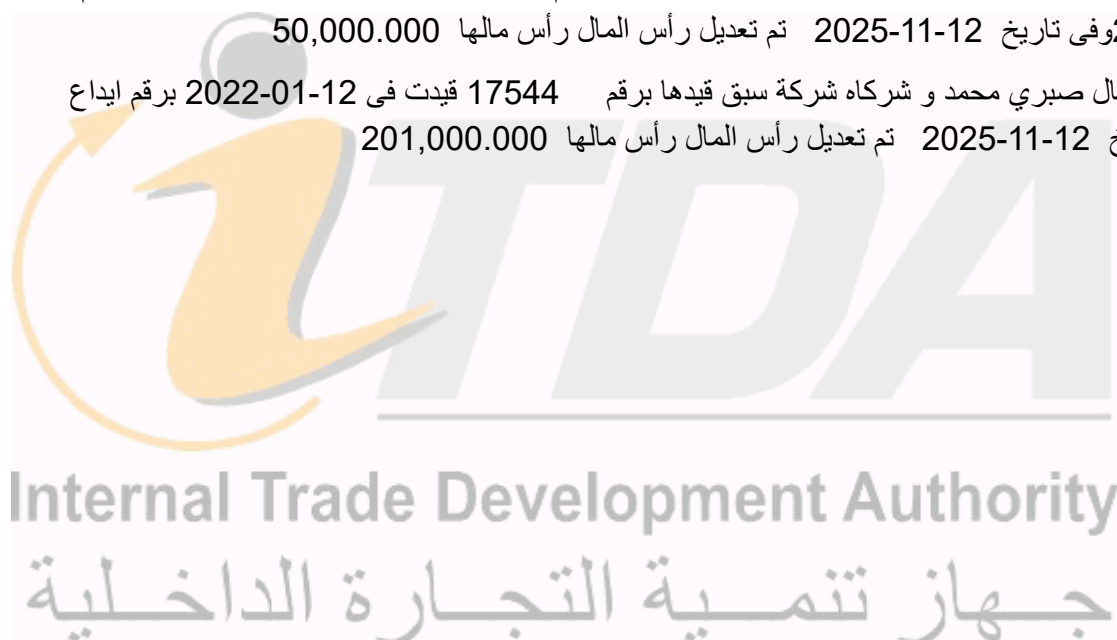 وفى تاريخ 12-11-2025 تم تعديل رأس المال رأس مالها 50,000.000
صبري محمد و شركاه شركة سبق قيدها برقم 17544 قيدت فى 12-01-2022 برقم ايداع
12-11-2025 تم تعديل رأس المال رأس مالها 201,000.000
iTDA
Internal Trade Development Authority
جهاز تنمية التجارة الداخلية